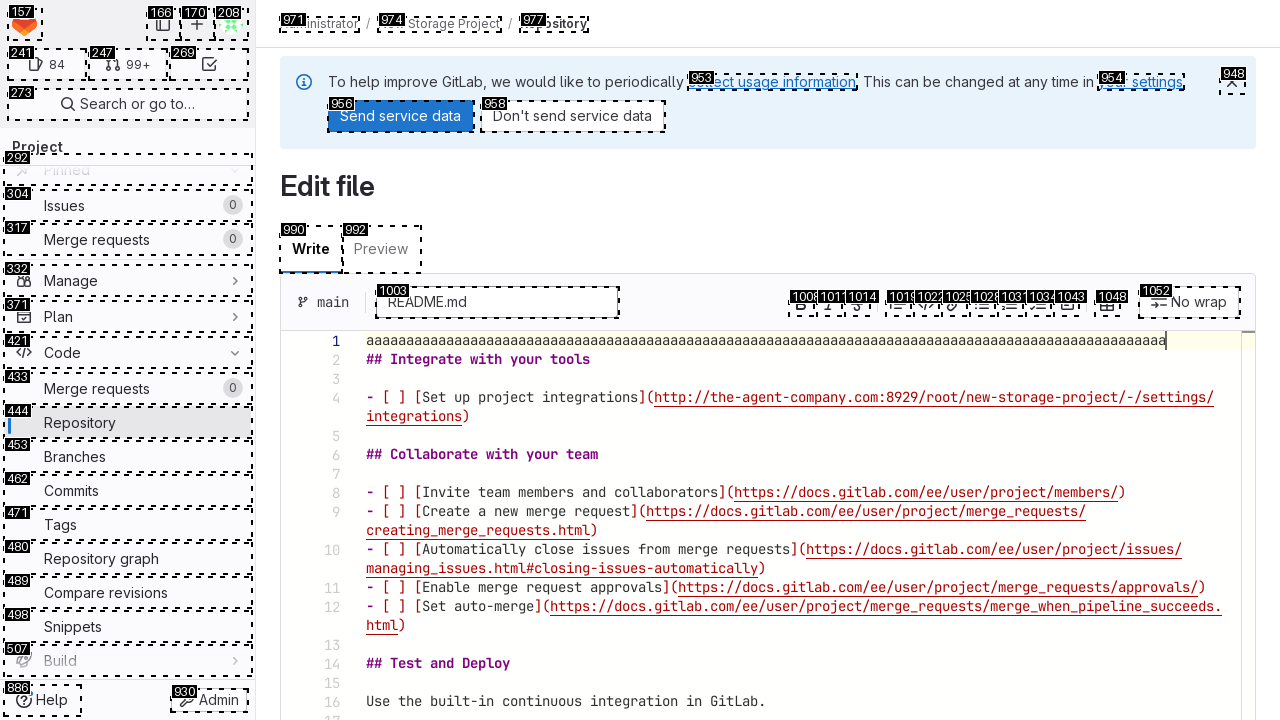 157
166
170
208
241
84
247
99+
269
273
Search or go to…
Project
292
Pinned
304
Issues
0
317
Merge requests
0
332
Manage
371
Plan
421
Code
433
Merge requests
0
444
Repository
453
Branches
462
Commits
471
Tags
480
Repository graph
489
Compare revisions
498
Snippets
507
Build
886
Help
930
Admin
971
Administrator
/
974
New Storage Project
/
977
Repository
To help improve GitLab, we would like to periodically
953
collect usage information
. This can be changed at any time in
954
your settings
.
948
956
Send service data
958
Don't send service data
Edit file
990
Write
992
Preview
main
1003
README.md
1008
1011
1014
1019
1022
1025
1028
1031
1034
1043
1048
1052
No wrap
1
2
## Integrate with your tools
3
4
- [ ] [Set up project integrations](http://the-agent-company.com:8929/root/new-storage-project/-/settings/
integrations)
5
6
## Collaborate with your team
7
8
- [ ] [Invite team members and collaborators](https://docs.gitlab.com/ee/user/project/members/)
9
- [ ] [Create a new merge request](https://docs.gitlab.com/ee/user/project/merge_requests/
creating_merge_requests.html)
10
- [ ] [Automatically close issues from merge requests](https://docs.gitlab.com/ee/user/project/issues/
managing_issues.html#closing-issues-automatically)
11
- [ ] [Enable merge request approvals](https://docs.gitlab.com/ee/user/project/merge_requests/approvals/)
12
- [ ] [Set auto-merge](https://docs.gitlab.com/ee/user/project/merge_requests/merge_when_pipeline_succeeds.
html)
13
14
## Test and Deploy
15
16
Use the built-in continuous integration in GitLab.
17